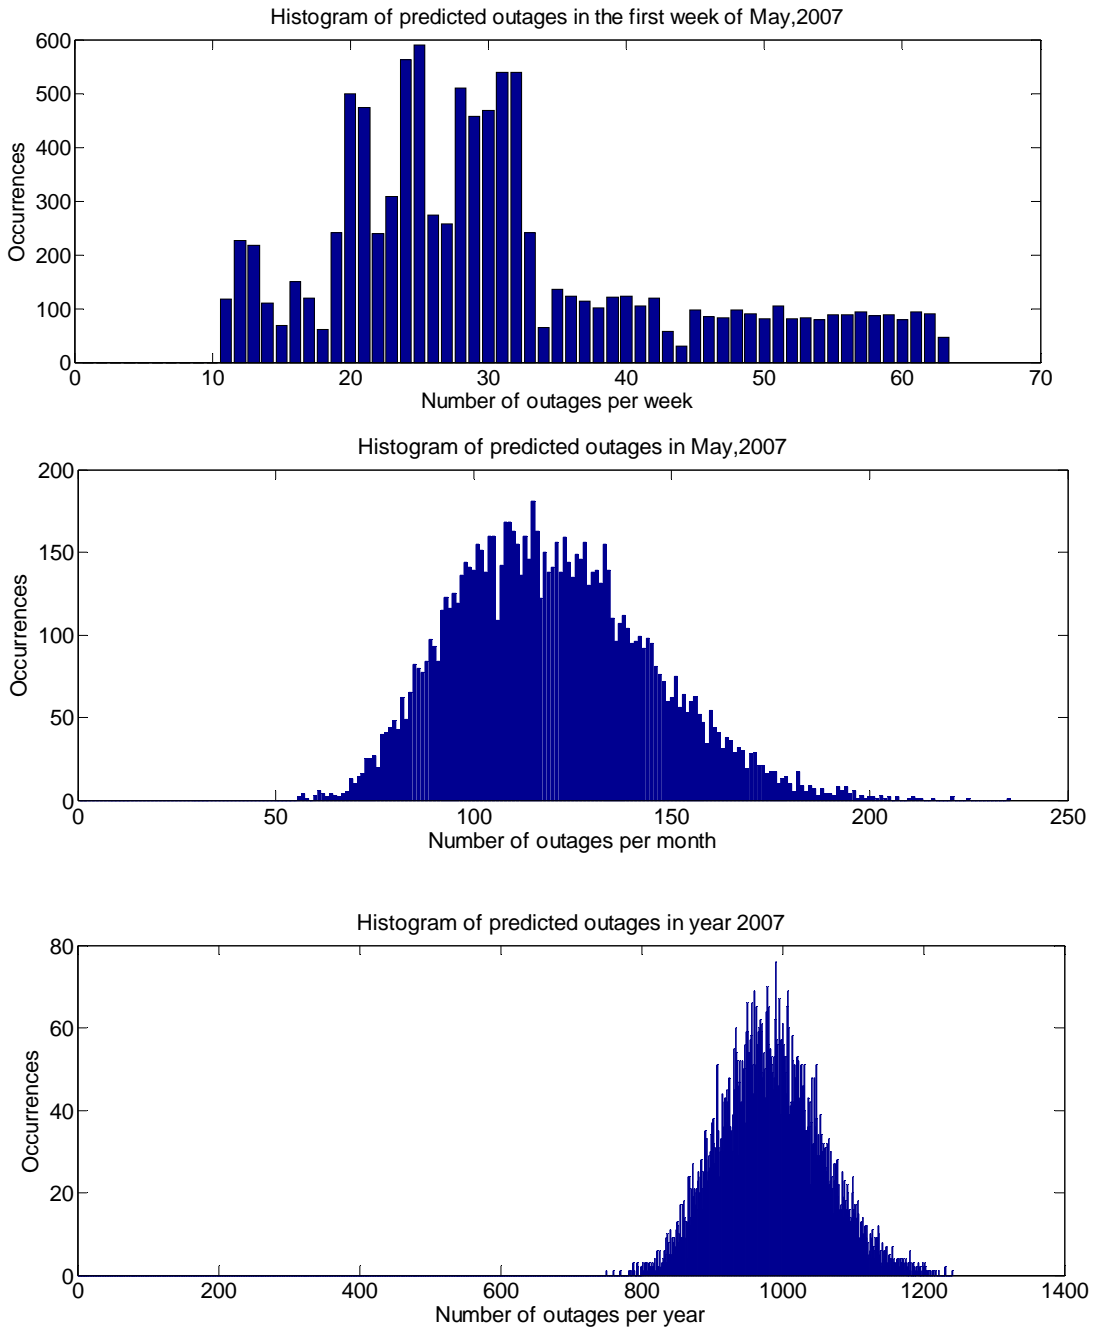 Histogram of predicted outages in the first week of May,2007
600
500
400
300
200
100
0
Occurrences
0 10 20 30 40 50 60 70
Number of outages per week
Histogram of predicted outages in May,2007
200
150
100
50
0
Occurrences
0 50 100 150 200 250
Number of outages per month
Histogram of predicted outages in year 2007
80
60
40
20
0
Occurrences
0 200 400 600 800 1000 1200 1400
Number of outages per year